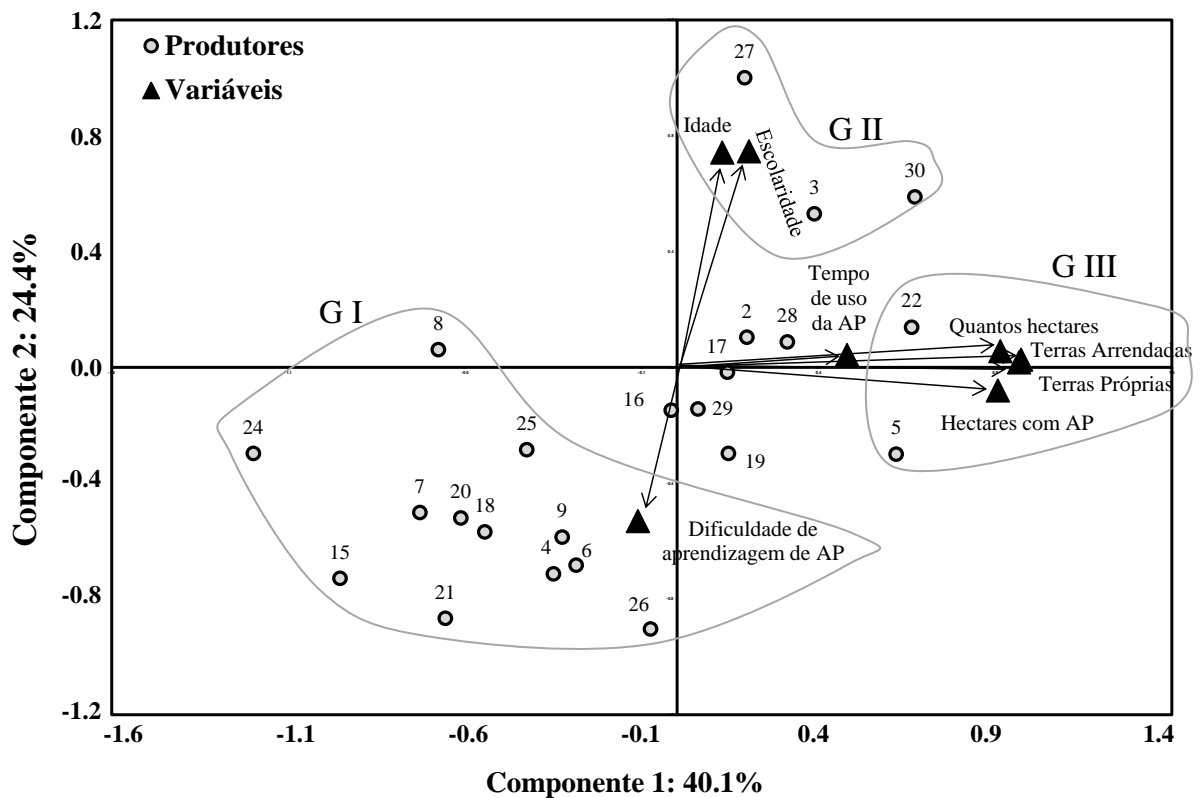 1.2
Produtores
Variáveis
27
Idade
Escolaridade
G II
30
3
0.8
0.4
Tempo
de uso
da AP
G III
22
Quantos hectares
Terras Arrendadas
Terras Próprias
Hectares com AP
5
G I
8
2
28
17
0.0
16
29
19
24
25
-0.4
7
20
18
9
4
6
Dificuldade de
aprendizagem de AP
15
21
26
-0.8
-1.2
-1.6
-1.1
-0.6
-0.1
0.4
0.9
1.4
Componente 2: 24.4%
Componente 1: 40.1%